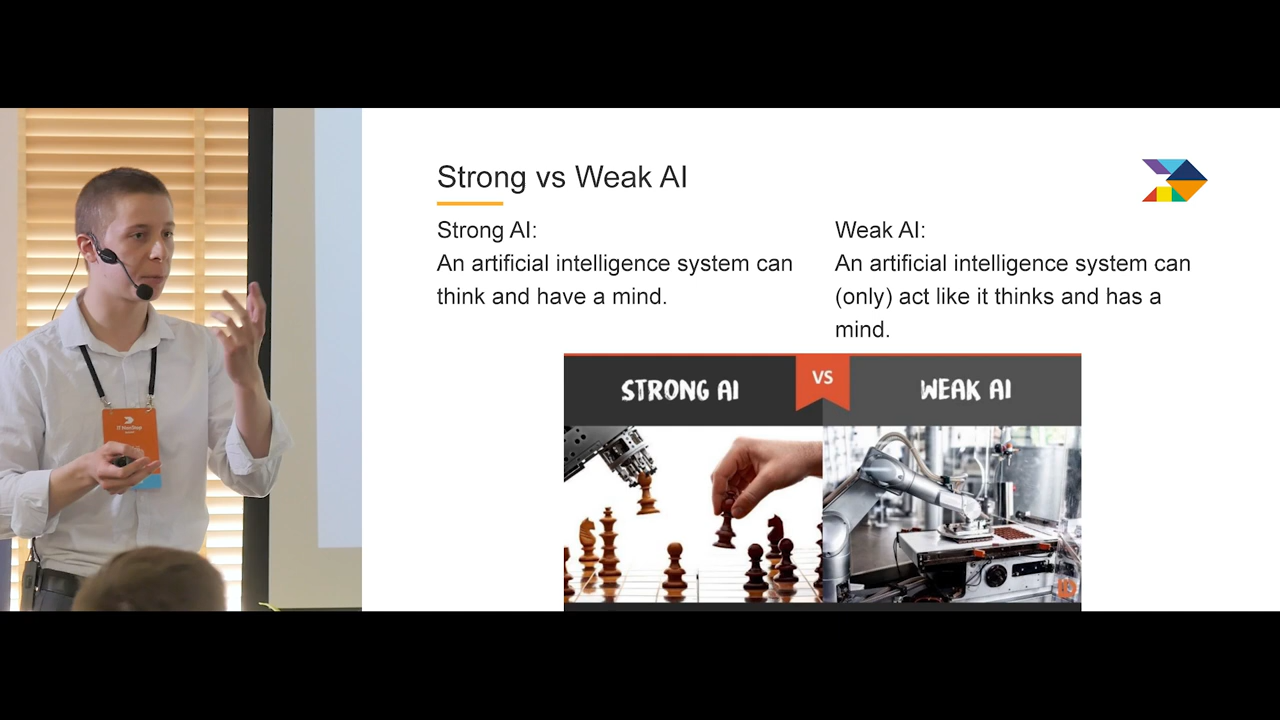 Strong vs Weak AI
Strong AI:
An artificial intelligence system can
think and have a mind.
Weak AI:
An artificial intelligence system can
(only) act like it thinks and has a
mind.
STRONG AI
VS
WEAK AI